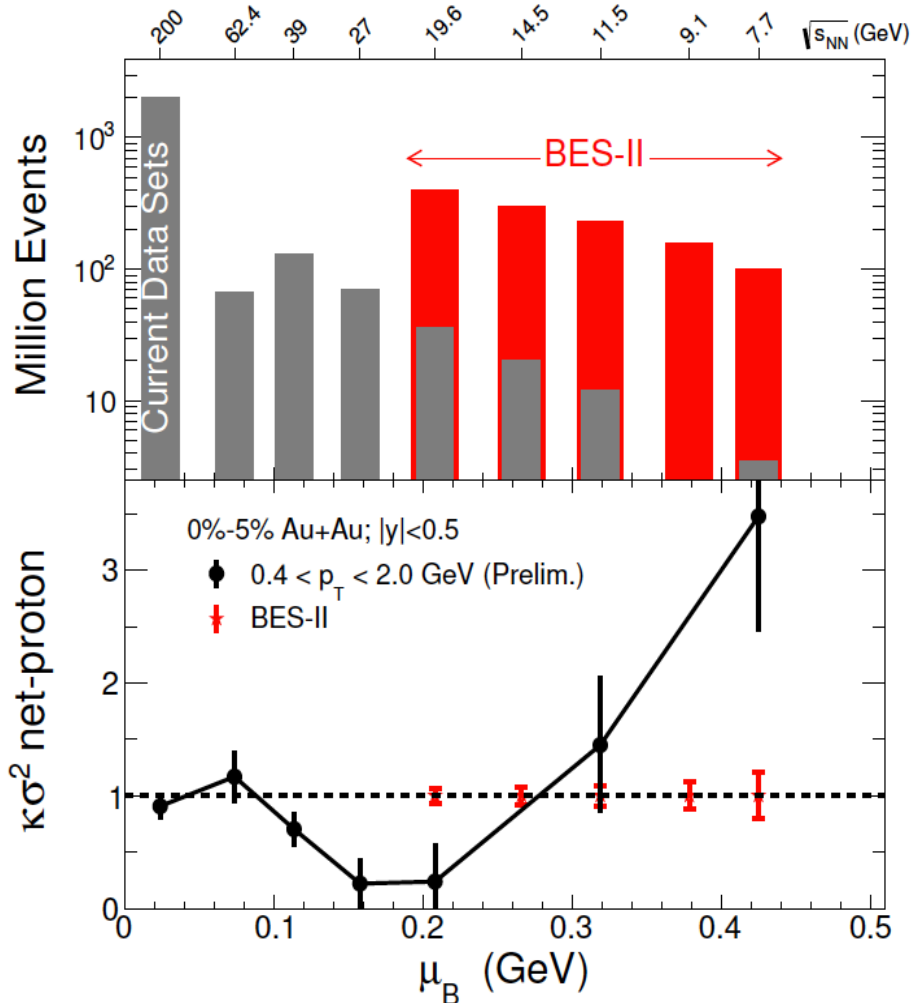 200 62.4 39 27 19.6 14.5 11.5 9.1 7.7 √s_NN (GeV)
Million Events
10³
10²
10
Current Data Sets
BES-II
κσ² net-proton
0%-5% Au+Au; |y|<0.5
0.4 < p_T < 2.0 GeV (Prelim.)
BES-II
3
2
1
0
0 0.1 0.2 0.3 0.4 0.5
μ_B (GeV)